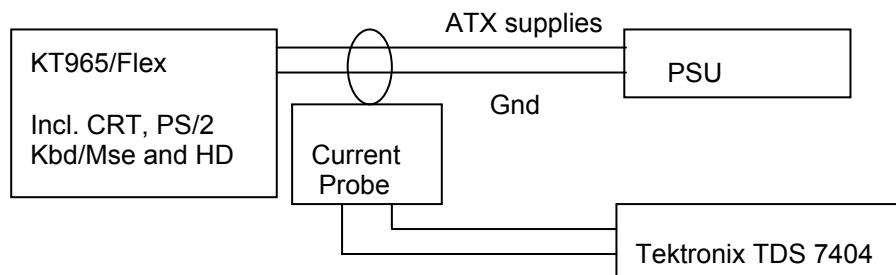 ATX supplies
KT965/Flex
PSU
Gnd
Incl. CRT, PS/2
Kbd/Mse and HD
Current
Probe
Tektronix TDS 7404